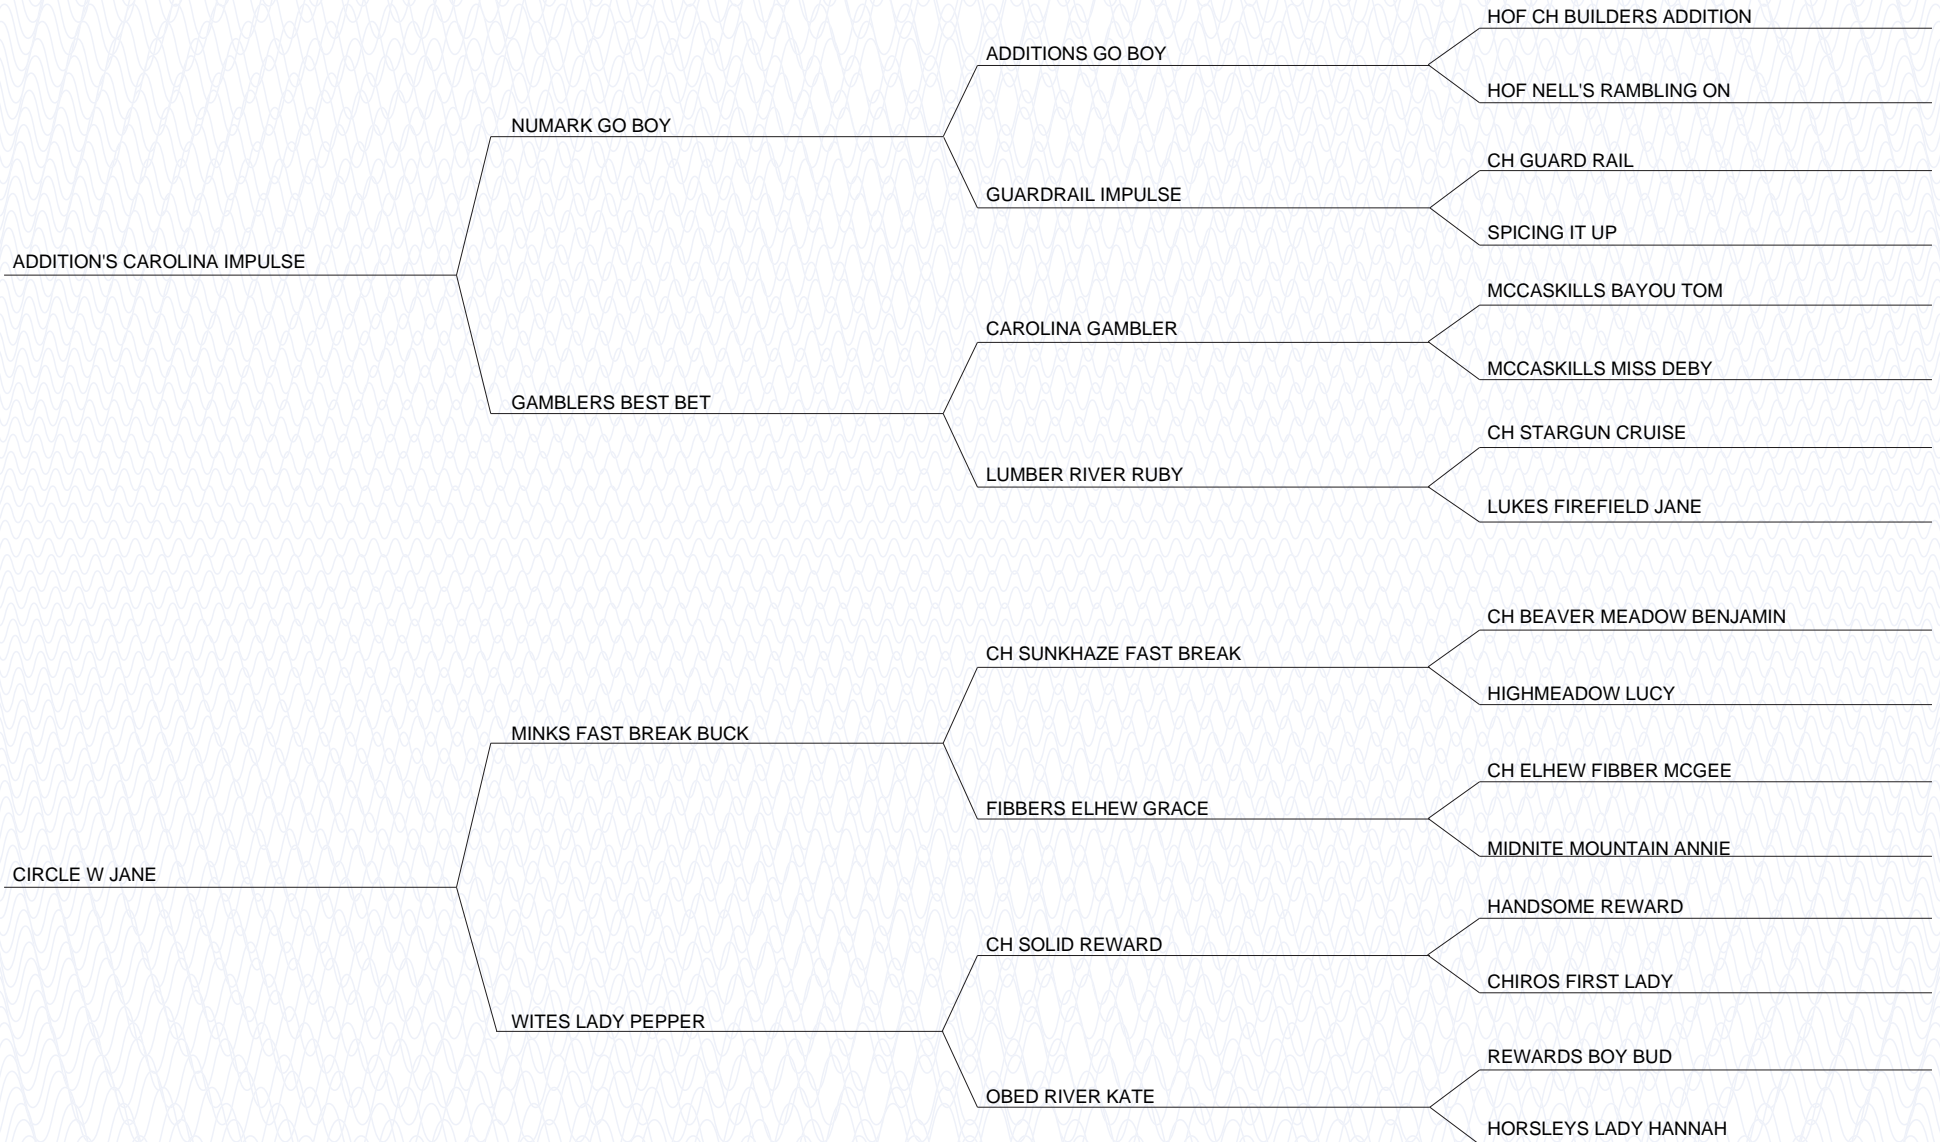 HOF CH BUILDERS ADDITION
ADDITIONS GO BOY
HOF NELL'S RAMBLING ON
NUMARK GO BOY
CH GUARD RAIL
GUARDRAIL IMPULSE
SPICING IT UP
ADDITION'S CAROLINA IMPULSE
MCCASKILLS BAYOU TOM
CAROLINA GAMBLER
MCCASKILLS MISS DEBY
GAMBLERS BEST BET
CH STARGUN CRUISE
LUMBER RIVER RUBY
LUKES FIREFIELD JANE
CH BEAVER MEADOW BENJAMIN
CH SUNKHAZE FAST BREAK
HIGHMEADOW LUCY
MINKS FAST BREAK BUCK
CH ELHEW FIBBER MCGEE
FIBBERS ELHEW GRACE
MIDNITE MOUNTAIN ANNIE
CIRCLE W JANE
HANDSOME REWARD
CH SOLID REWARD
CHIROS FIRST LADY
WITES LADY PEPPER
REWARDS BOY BUD
OBED RIVER KATE
HORSLEYS LADY HANNAH